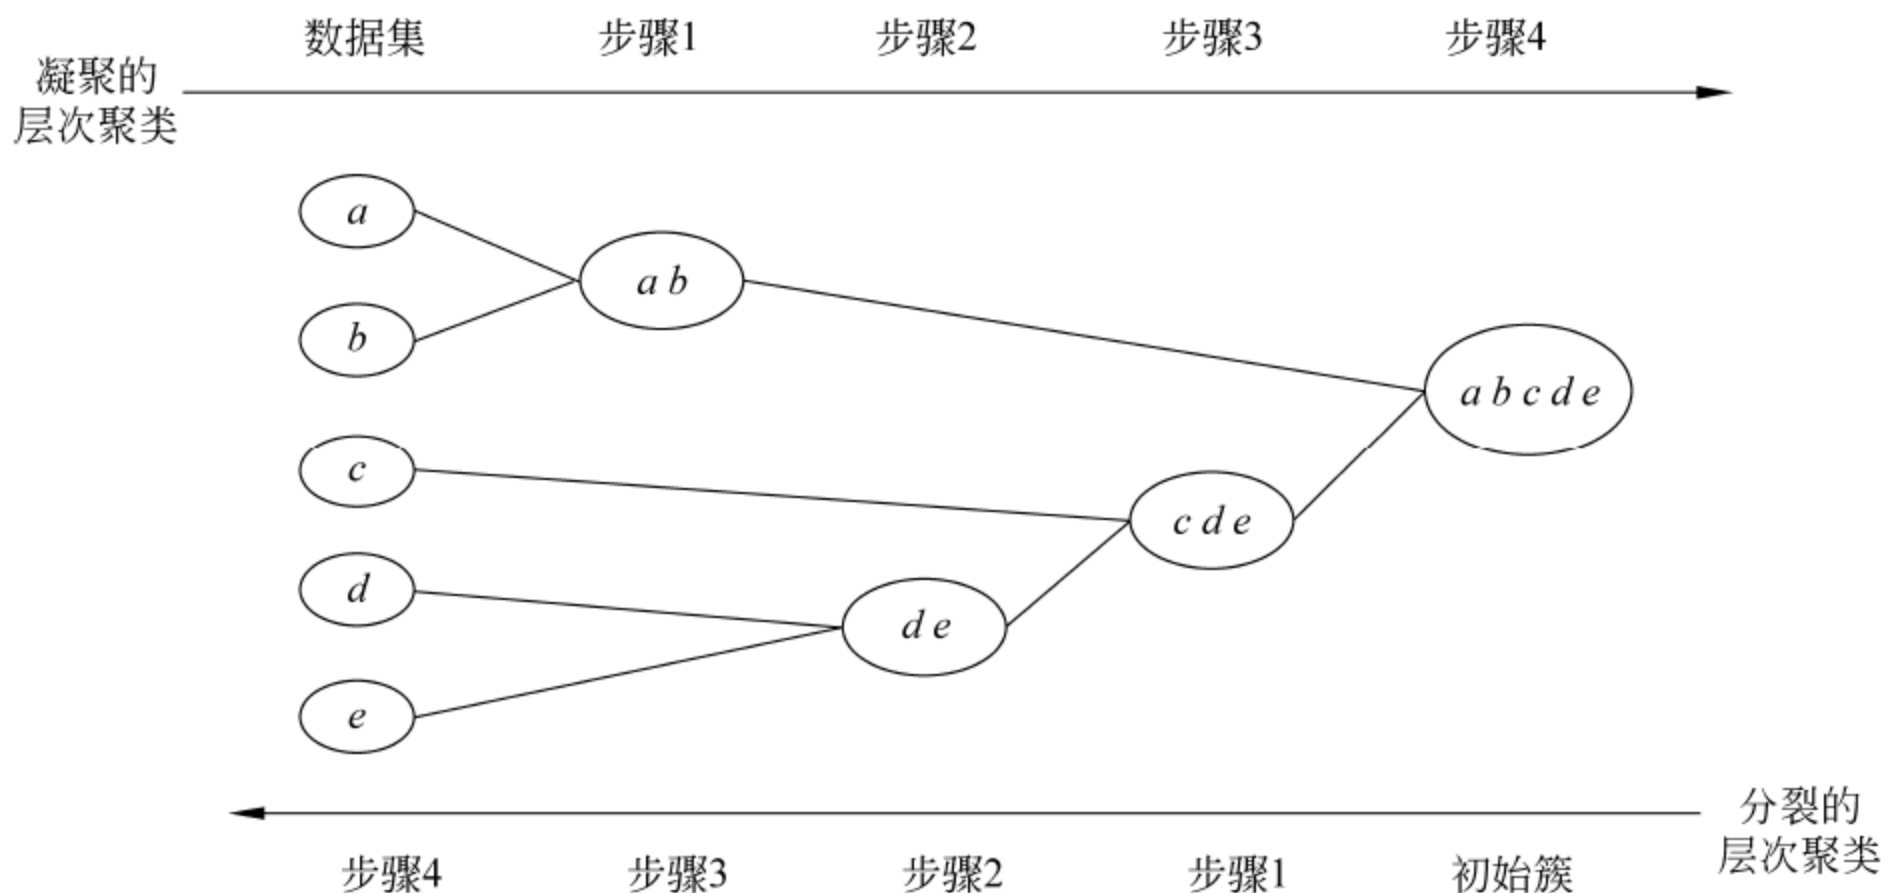 数据集 步骤1 步骤2 步骤3 步骤4
凝聚的
层次聚类
a
a b
b
a b c d e
c
c d e
d
d e
e
分裂的
层次聚类
步骤4 步骤3 步骤2 步骤1 初始簇